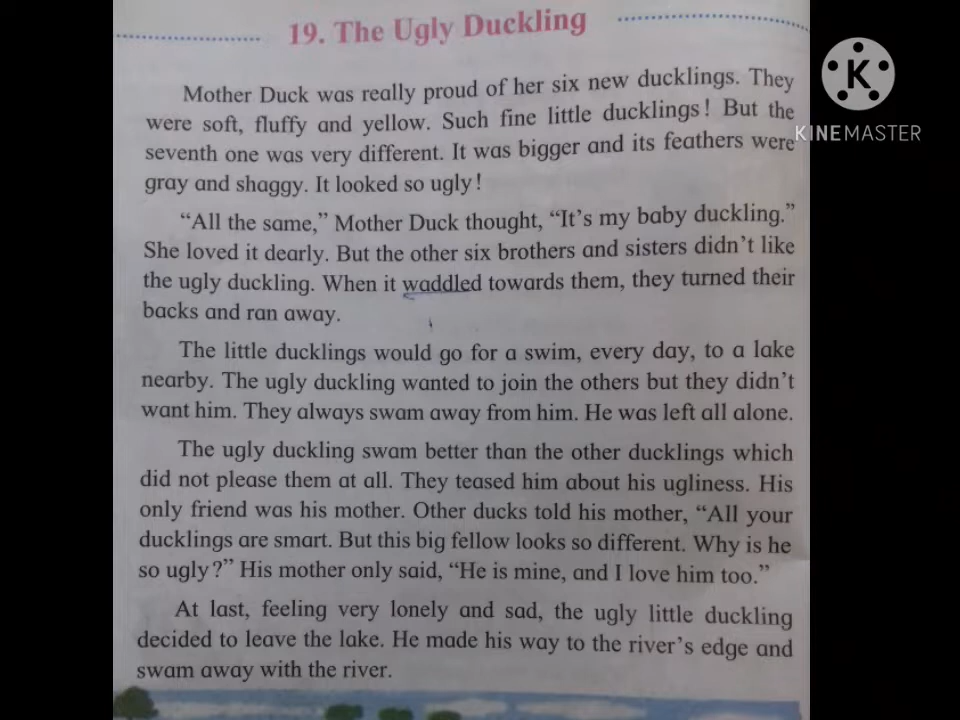 19. The Ugly Duckling
Mother Duck was really proud of her six new ducklings. They
were soft, fluffy and yellow. Such fine little ducklings! But the
seventh one was very different. It was bigger and its feathers were
gray and shaggy. It looked so ugly!
“All the same,” Mother Duck thought, “It’s my baby duckling.”
She loved it dearly. But the other six brothers and sisters didn’t like
the ugly duckling. When it waddled towards them, they turned their
backs and ran away.
The little ducklings would go for a swim, every day, to a lake
nearby. The ugly duckling wanted to join the others but they didn’t
want him. They always swam away from him. He was left all alone.
The ugly duckling swam better than the other ducklings which
did not please them at all. They teased him about his ugliness. His
only friend was his mother. Other ducks told his mother, “All your
ducklings are smart. But this big fellow looks so different. Why is he
so ugly?” His mother only said, “He is mine, and I love him too.”
At last, feeling very lonely and sad, the ugly little duckling
decided to leave the lake. He made his way to the river’s edge and
swam away with the river.
K
KINEMASTER